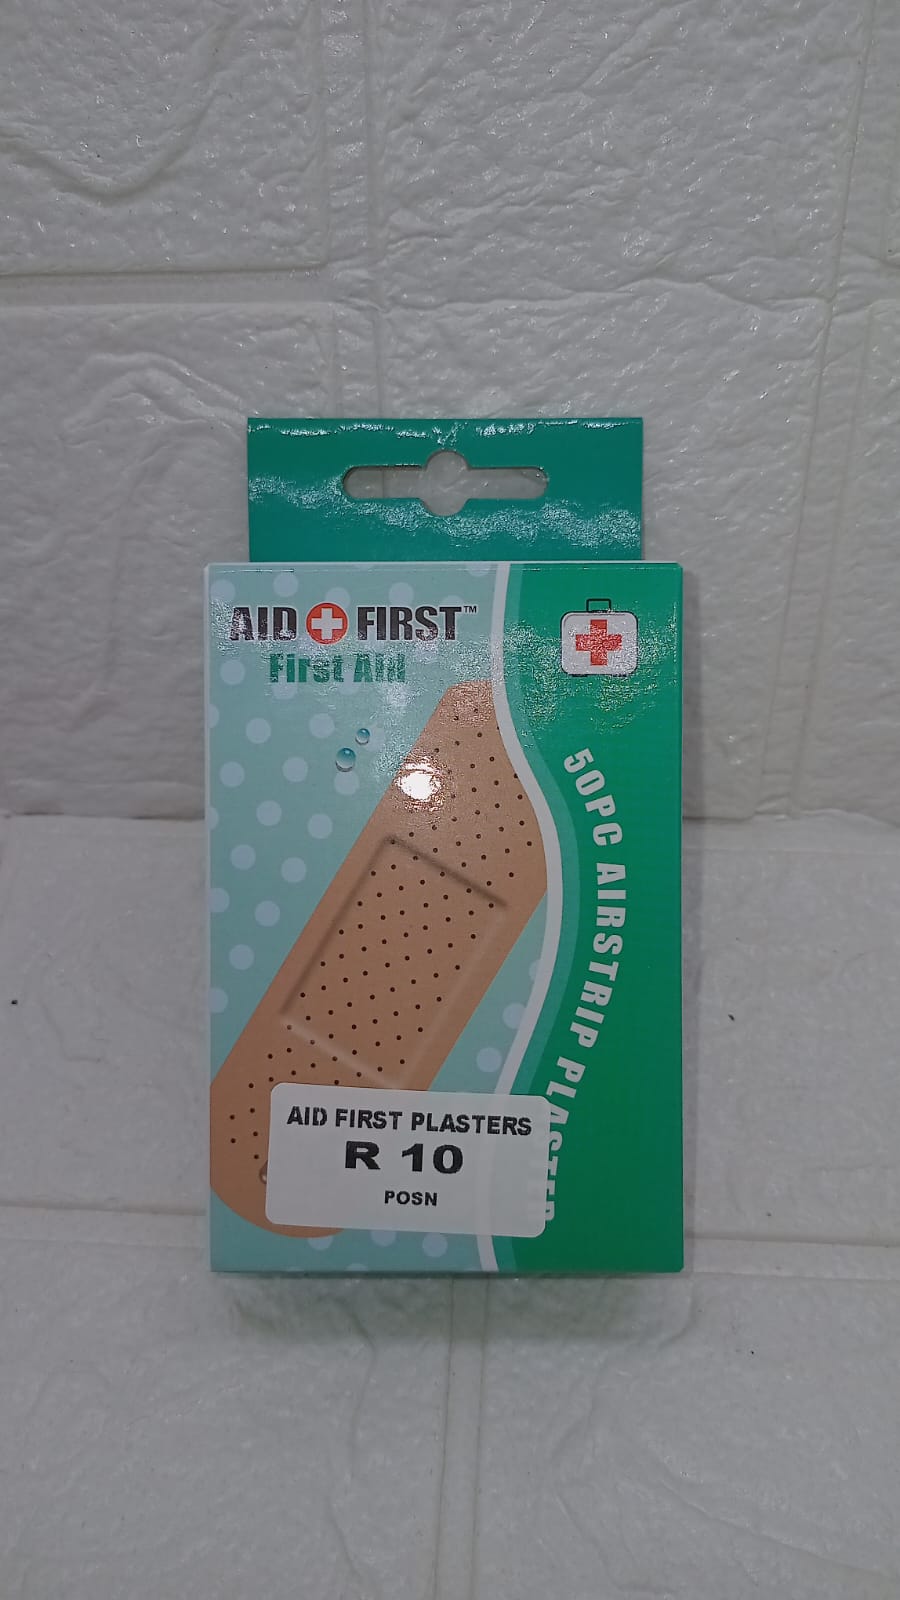 AID FIRST™
First Aid
50PC AIRSTRIP PLASTER
AID FIRST PLASTERS
R 10
POSN